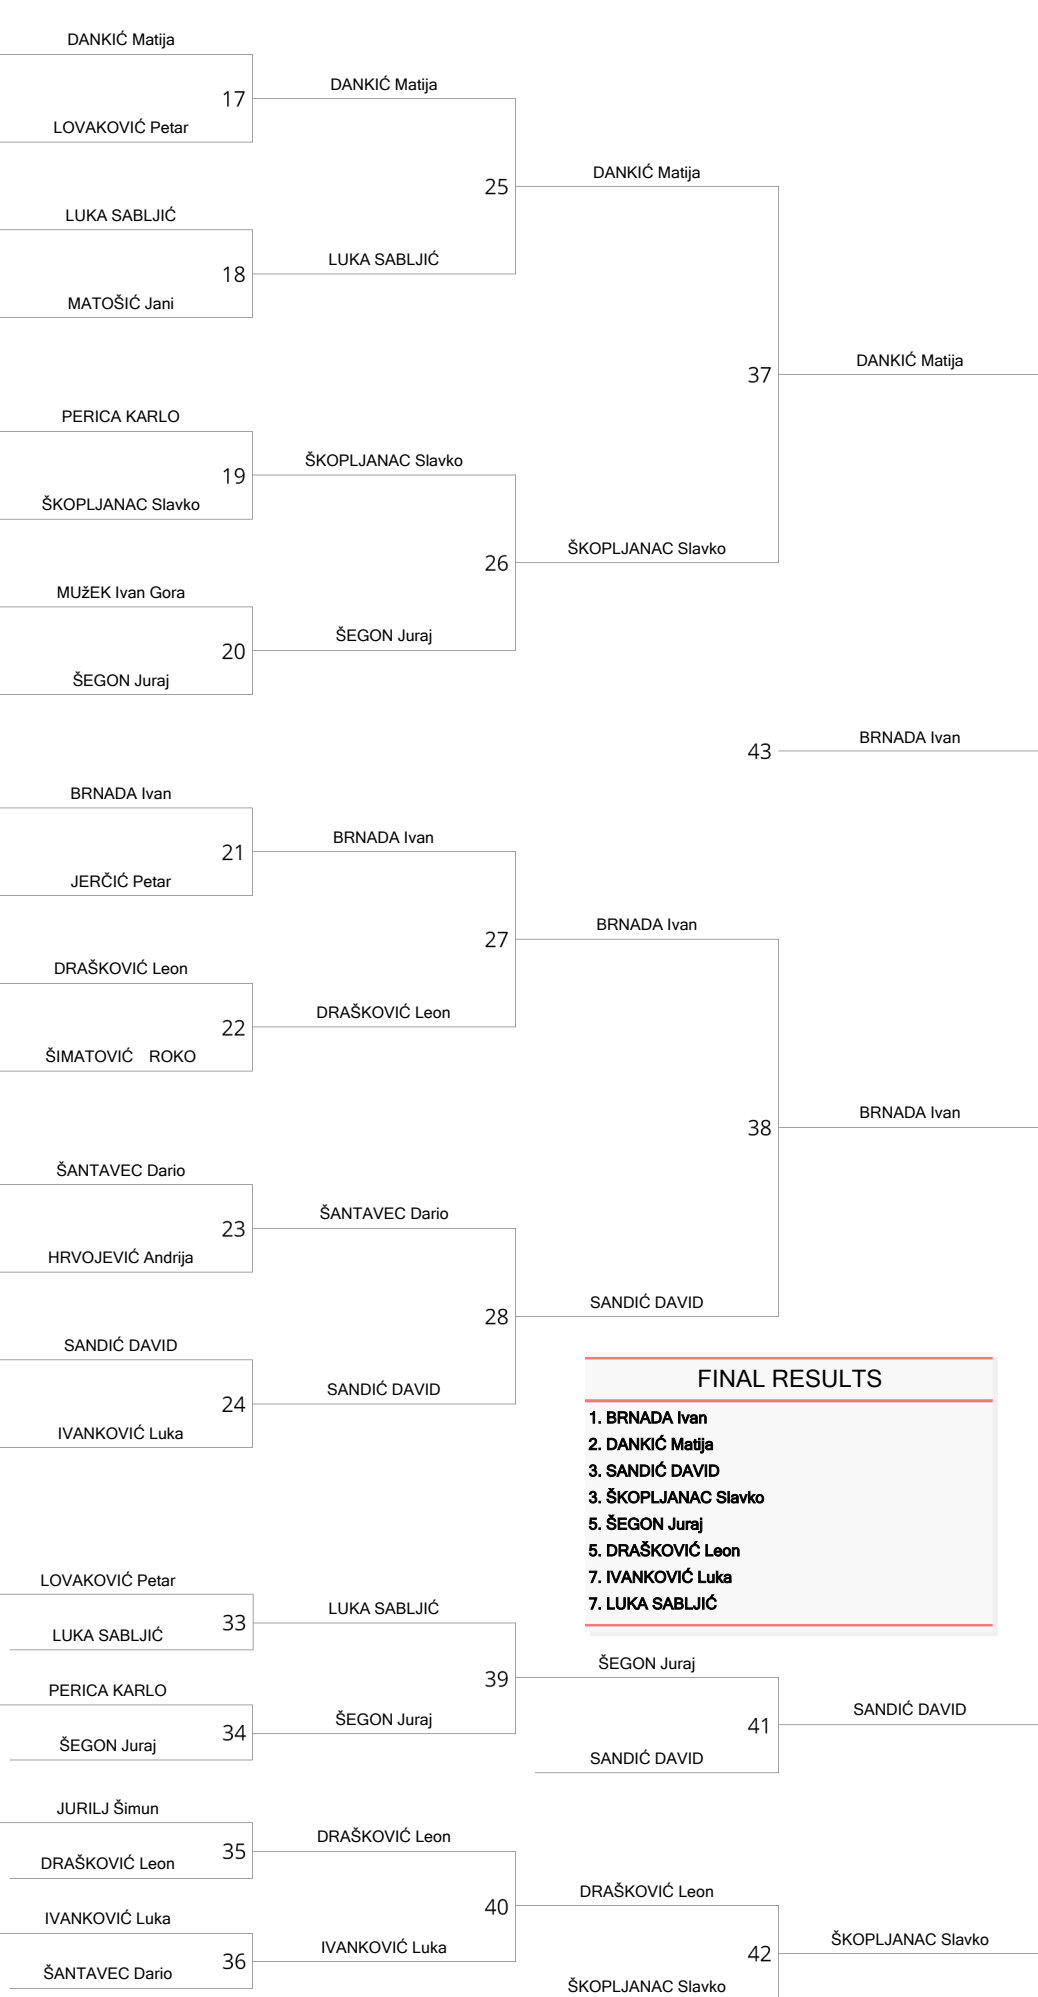 DANKIĆ Matija
17
DANKIĆ Matija
LOVAKOVIĆ Petar
25
DANKIĆ Matija
LUKA SABLJIĆ
18
LUKA SABLJIĆ
MATOŠIĆ Jani
37
DANKIĆ Matija
PERICA KARLO
19
ŠKOPLJANAC Slavko
ŠKOPLJANAC Slavko
26
ŠKOPLJANAC Slavko
MUžEK Ivan Gora
20
ŠEGON Juraj
ŠEGON Juraj
43
BRNADA Ivan
BRNADA Ivan
21
BRNADA Ivan
JERČIĆ Petar
27
BRNADA Ivan
DRAŠKOVIĆ Leon
22
DRAŠKOVIĆ Leon
ŠIMATOVIĆ ROKO
38
BRNADA Ivan
ŠANTAVEC Dario
23
ŠANTAVEC Dario
HRVOJEVIĆ Andrija
28
SANDIĆ DAVID
SANDIĆ DAVID
24
SANDIĆ DAVID
IVANKOVIĆ Luka
FINAL RESULTS
1. BRNADA Ivan
2. DANKIĆ Matija
3. SANDIĆ DAVID
3. ŠKOPLJANAC Slavko
5. ŠEGON Juraj
5. DRAŠKOVIĆ Leon
7. IVANKOVIĆ Luka
7. LUKA SABLJIĆ
LOVAKOVIĆ Petar
33
LUKA SABLJIĆ
LUKA SABLJIĆ
39
ŠEGON Juraj
PERICA KARLO
34
ŠEGON Juraj
ŠEGON Juraj
41
SANDIĆ DAVID
SANDIĆ DAVID
JURILJ Šimun
35
DRAŠKOVIĆ Leon
DRAŠKOVIĆ Leon
40
DRAŠKOVIĆ Leon
IVANKOVIĆ Luka
36
IVANKOVIĆ Luka
ŠANTAVEC Dario
42
ŠKOPLJANAC Slavko
ŠKOPLJANAC Slavko